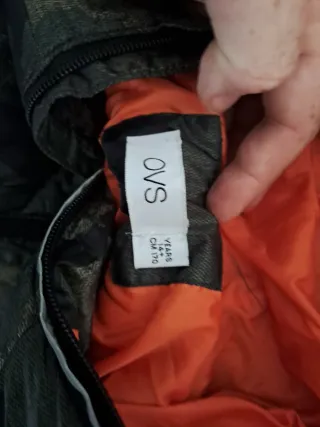 OVS
YEARS
14+
CM 170